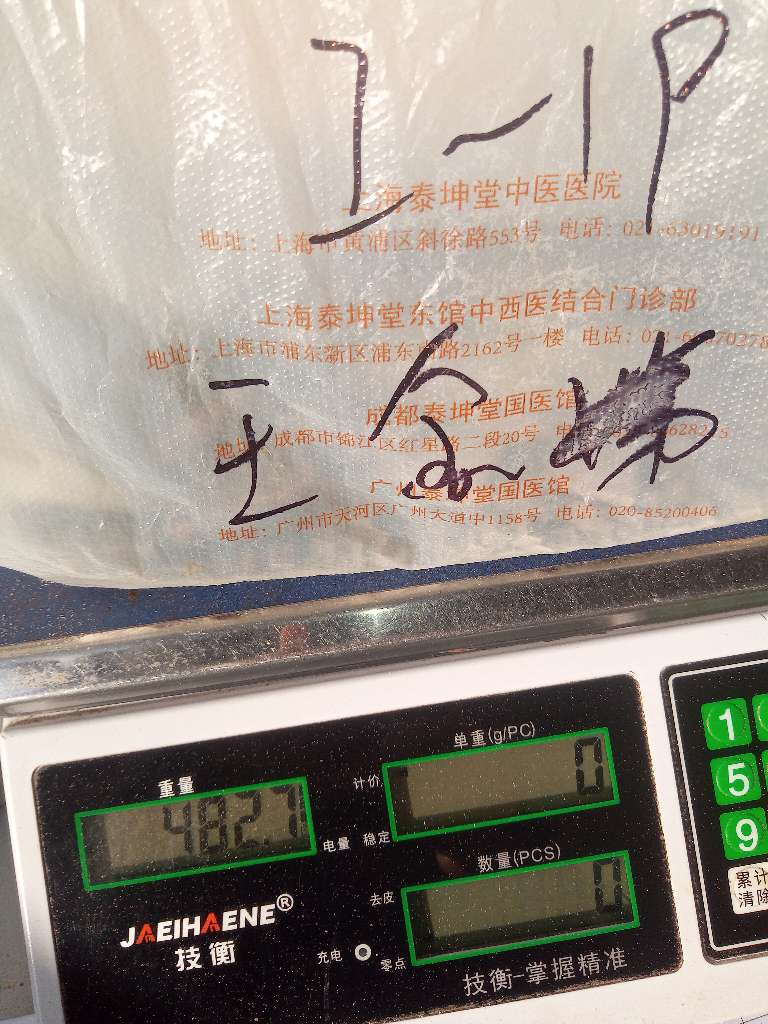 上海泰坤堂中医医院
地址：上海市黄浦区斜徐路553号 电话：021-63019191
上海泰坤堂东馆中西医结合门诊部
地址：上海市浦东新区浦东南路2162号一楼 电话：
成都泰坤堂国医馆
地址：成都市锦江区红星路二段20号
广州泰坤堂国医馆
地址：广州市天河区广州大道中1158号 电话：020-85200406
重量
482.7
电量 稳定
单重(g/PC)
计价
0
数量(PCS)
去皮
0
JAEIHAENE®
技衡
充电 零点
技衡-掌握精准
1
5
9
累计
清除